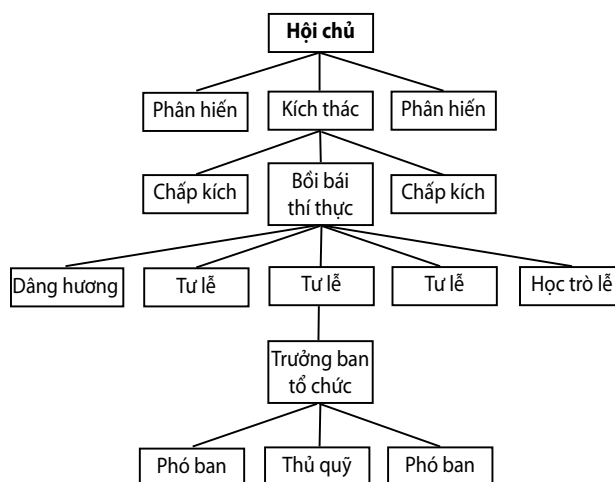 Hội chủ
Phân hiến
Kích thác
Phân hiến
Chấp kích
Bồi bái
thí thực
Chấp kích
Dâng hương
Tư lễ
Tư lễ
Tư lễ
Học trò lễ
Trưởng ban
tổ chức
Phó ban
Thủ quỹ
Phó ban